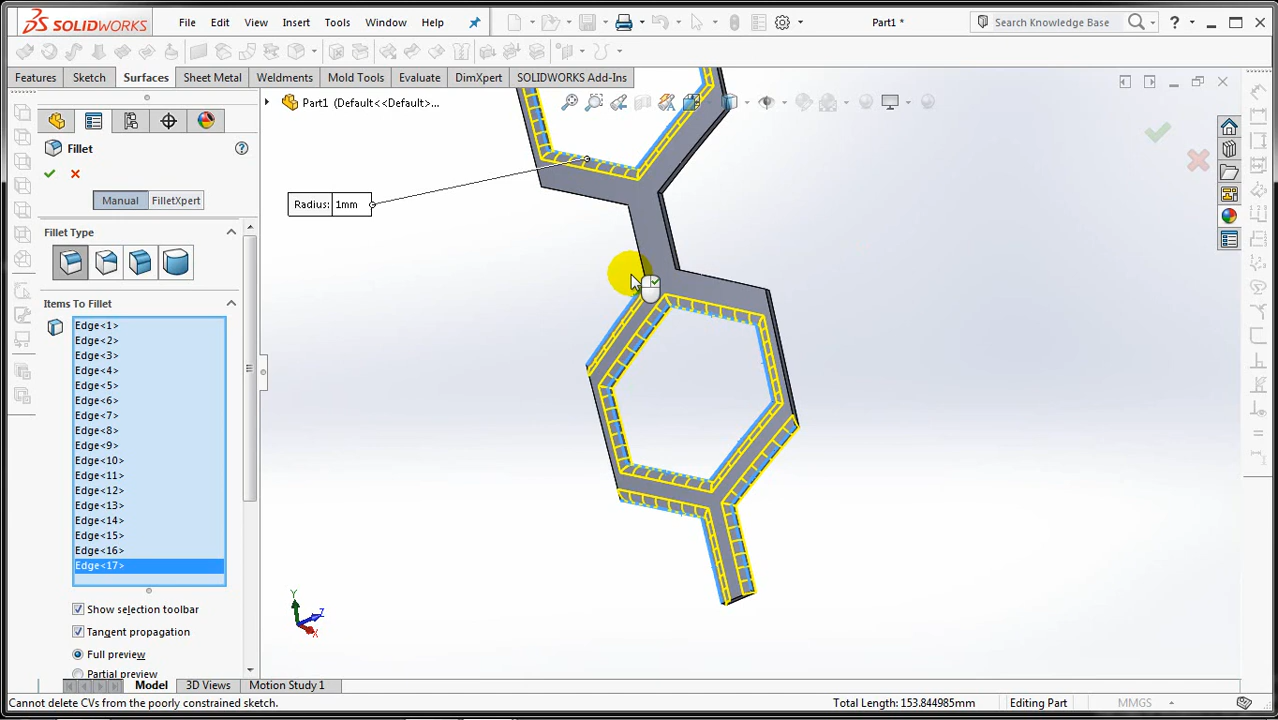 SOLIDWORKS
File Edit View Insert Tools Window Help
Part1 *
Search Knowledge Base
?
Features Sketch Surfaces Sheet Metal Weldments Mold Tools Evaluate DimXpert SOLIDWORKS Add-Ins
Part1 (Default<<Default>...
Fillet
?
Manual FilletXpert
Radius: 1mm
Fillet Type
Items To Fillet
Edge<1>
Edge<2>
Edge<3>
Edge<4>
Edge<5>
Edge<6>
Edge<7>
Edge<8>
Edge<9>
Edge<10>
Edge<11>
Edge<12>
Edge<13>
Edge<14>
Edge<15>
Edge<16>
Edge<17>
Show selection toolbar
Tangent propagation
Full preview
Partial preview
Y
Z
X
Model 3D Views Motion Study 1
Cannot delete CVs from the poorly constrained sketch. Total Length: 153.844985mm Editing Part MMGS